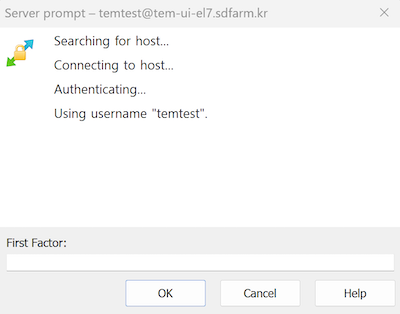 Server prompt – temtest@tem-ui-el7.sdfarm.kr
Searching for host...
Connecting to host...
Authenticating...
Using username "temtest".
First Factor:
OK Cancel Help